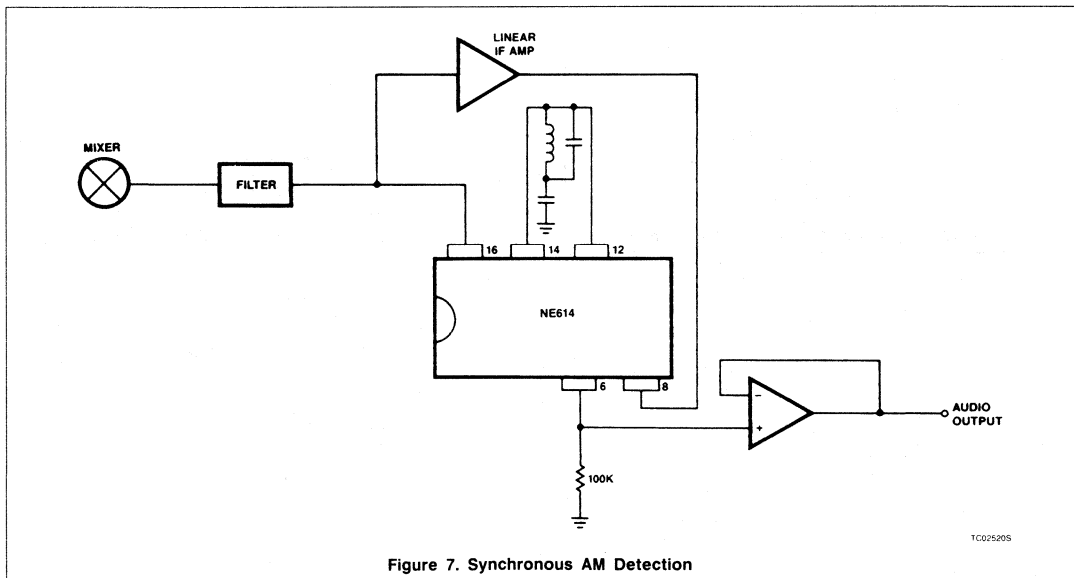 LINEAR
IF AMP
MIXER
FILTER
16
14
12
NE614
6
8
−
+
AUDIO
OUTPUT
100K
TC02520S
Figure 7. Synchronous AM Detection